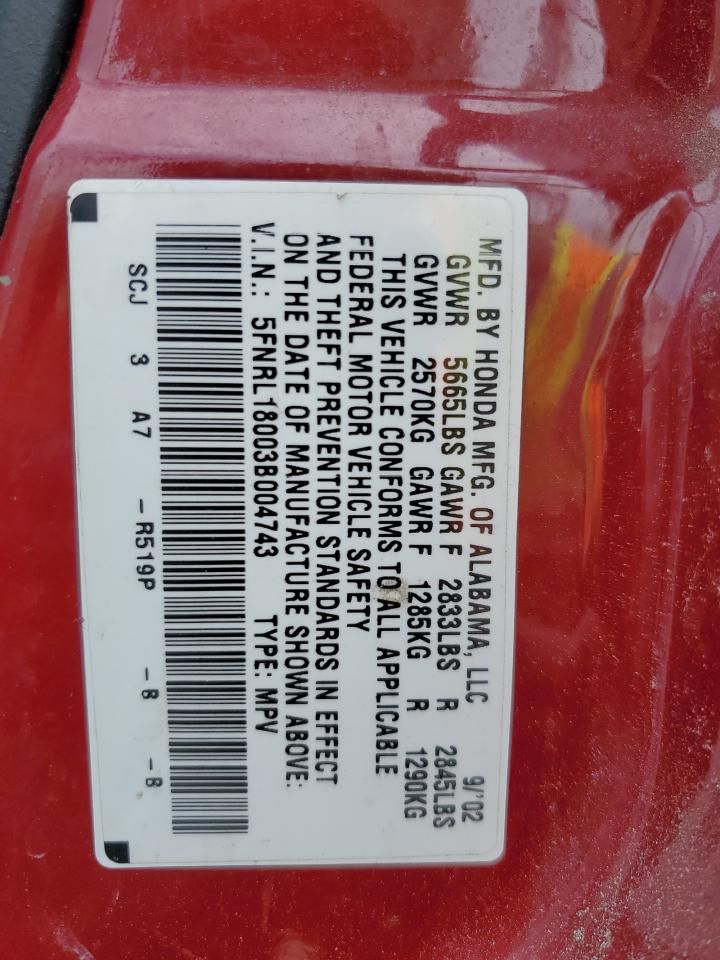 MFD. BY HONDA MFG. OF ALABAMA, LLC 9/'02
GVWR 5665LBS GAWR F 2833LBS R 2845LBS
GVWR 2570KG GAWR F 1285KG R 1290KG
THIS VEHICLE CONFORMS TO ALL APPLICABLE
FEDERAL MOTOR VEHICLE SAFETY
AND THEFT PREVENTION STANDARDS IN EFFECT
ON THE DATE OF MANUFACTURE SHOWN ABOVE.
V.I.N.: 5FNRL18003B004743 TYPE: MPV
SCJ 3 A7 -R519P -B -B